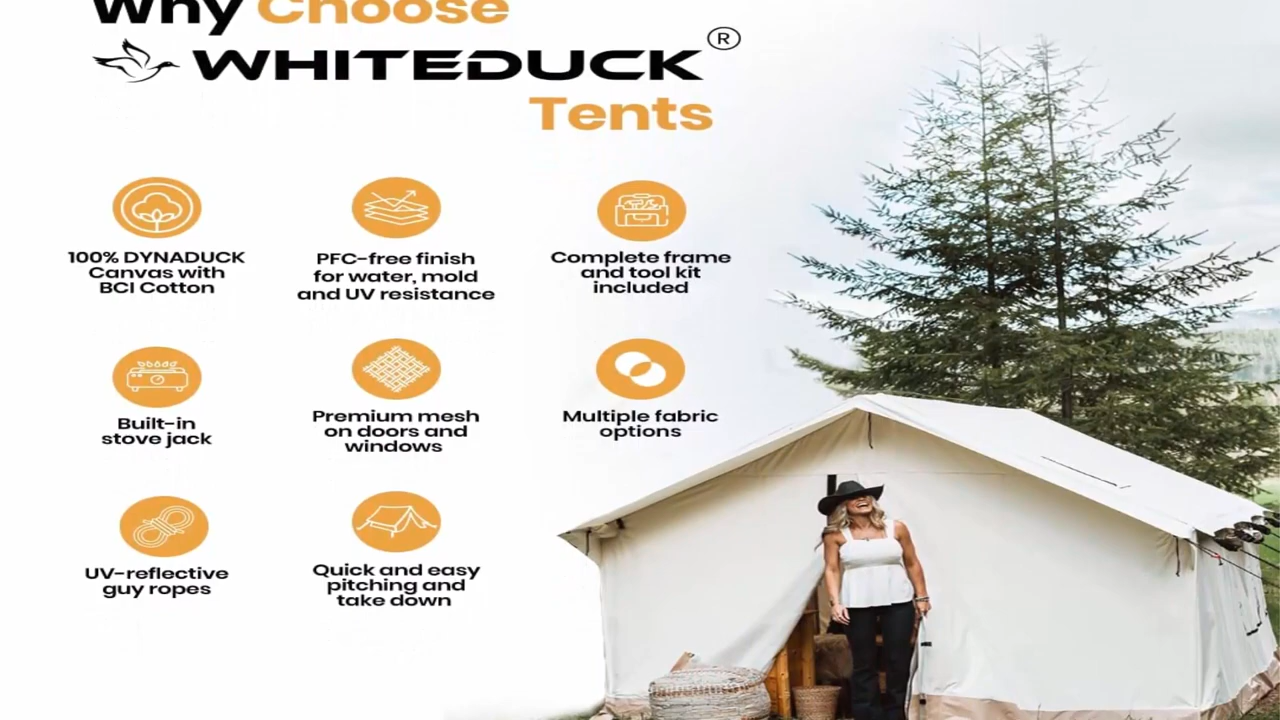 Why Choose
WHITEDUCK®
Tents
100% DYNADUCK
Canvas with
BCI Cotton
PFC-free finish
for water, mold
and UV resistance
Complete frame
and tool kit
included
Built-in
stove jack
Premium mesh
on doors and
windows
Multiple fabric
options
UV-reflective
guy ropes
Quick and easy
pitching and
take down